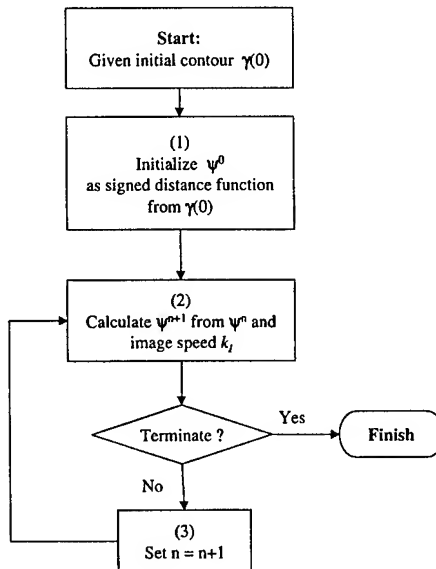 Start:
Given initial contour γ(0)
(1)
Initialize ψ⁰
as signed distance function
from γ(0)
(2)
Calculate ψⁿ⁺¹ from ψⁿ and
image speed k_I
Terminate ?
Yes
Finish
No
(3)
Set n = n+1